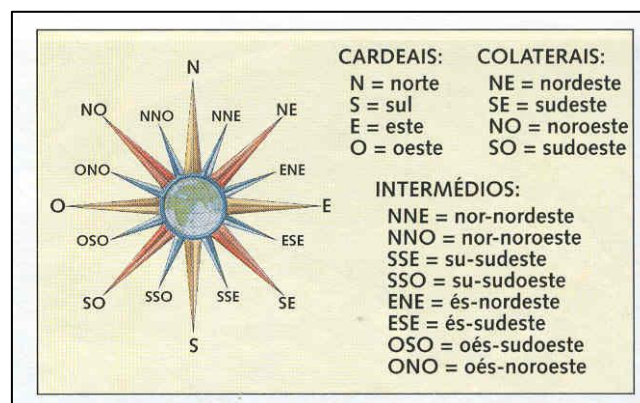 N
NNO
NNE
NO
NE
ONO
ENE
O
E
OSO
ESE
SO
SSO
SSE
SE
S
CARDEAIS:
N = norte
S = sul
E = este
O = oeste
COLATERAIS:
NE = nordeste
SE = sudeste
NO = noroeste
SO = sudoeste
INTERMÉDIOS:
NNE = nor-nordeste
NNO = nor-noroeste
SSE = su-sudeste
SSO = su-sudoeste
ENE = és-nordeste
ESE = és-sudeste
OSO = oés-sudoeste
ONO = oés-noroeste